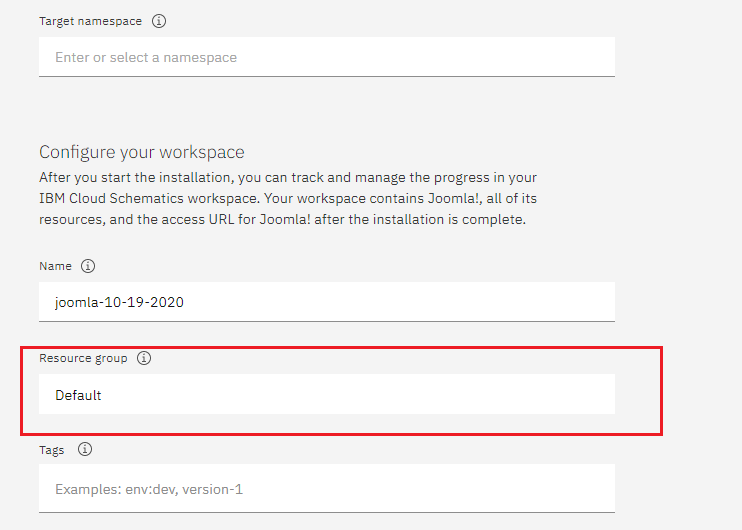 Target namespace
Enter or select a namespace
Configure your workspace
After you start the installation, you can track and manage the progress in your
IBM Cloud Schematics workspace. Your workspace contains Joomla!, all of its
resources, and the access URL for Joomla! after the installation is complete.
Name
joomla-10-19-2020
Resource group
Default
Tags
Examples: env:dev, version-1